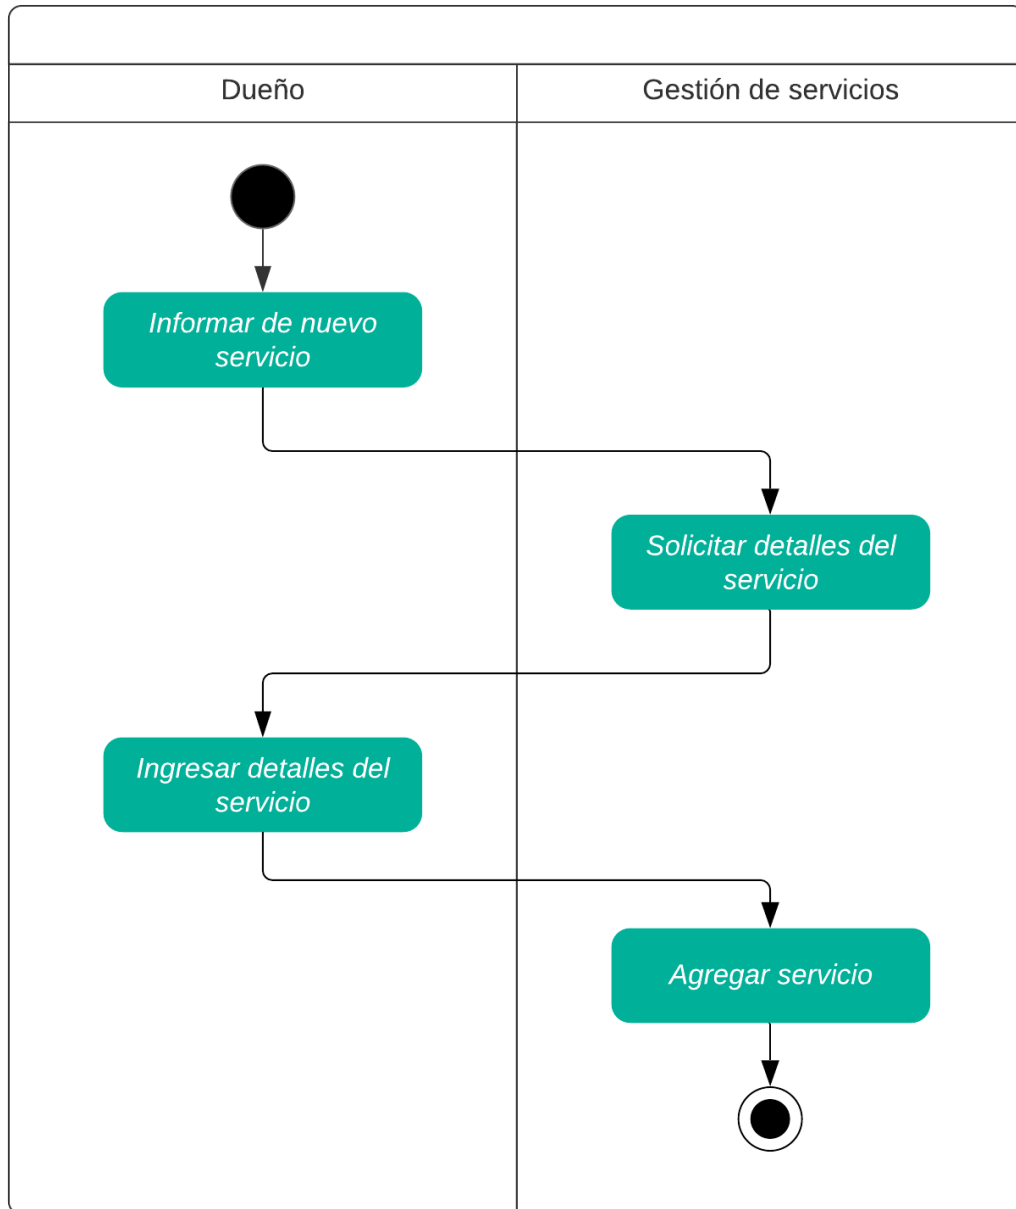 Dueño
Gestión de servicios
Informar de nuevo
servicio
Solicitar detalles del
servicio
Ingresar detalles del
servicio
Agregar servicio